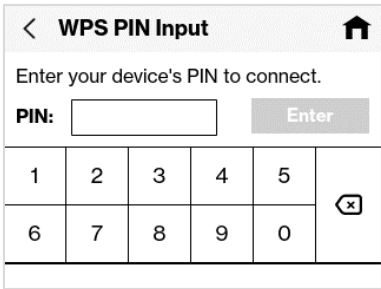 WPS PIN Input
Enter your device's PIN to connect.
PIN: Enter
1 2 3 4 5
6 7 8 9 0